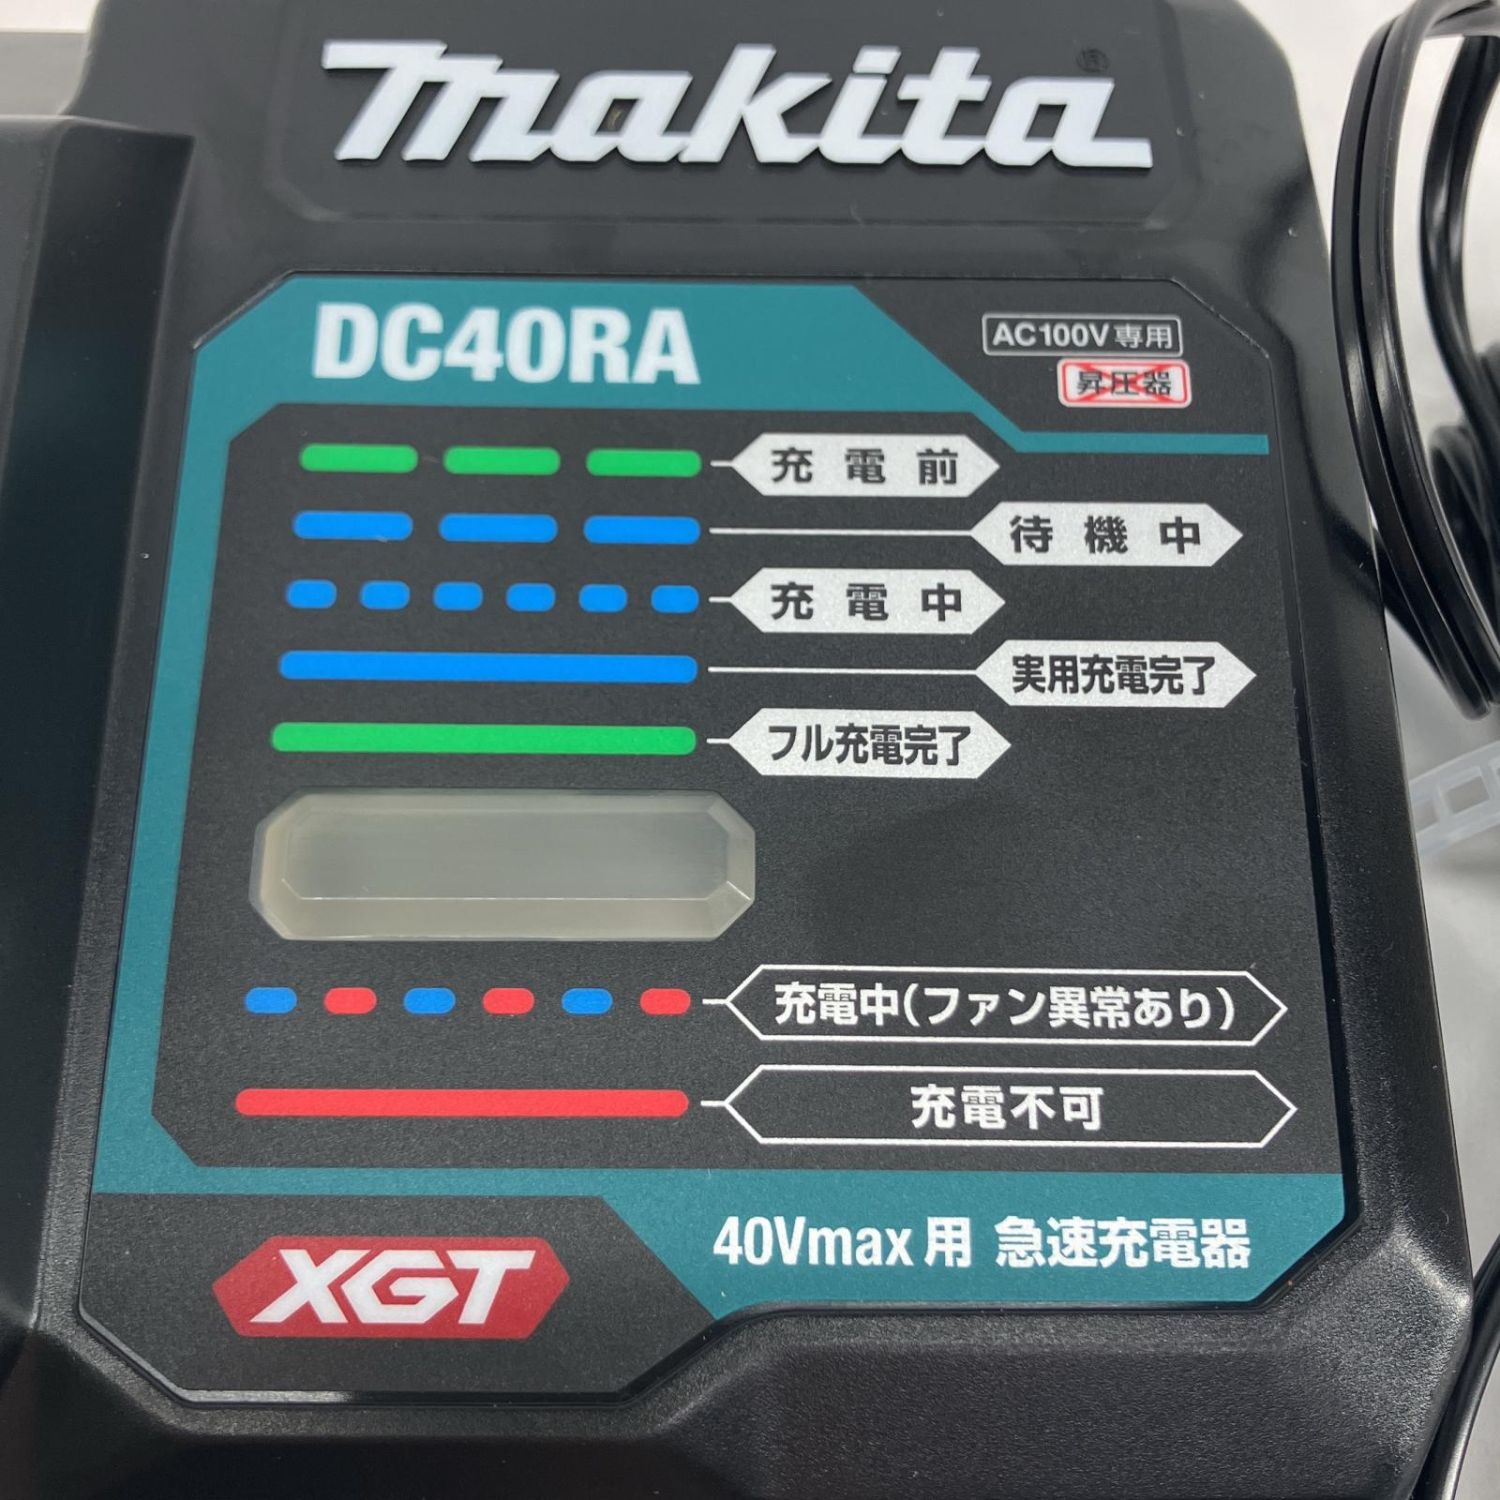 makita
DC40RA
AC100V専用
昇圧器
充電前
待機中
充電中
実用充電完了
フル充電完了
充電中(ファン異常あり)
充電不可
XGT
40Vmax用 急速充電器